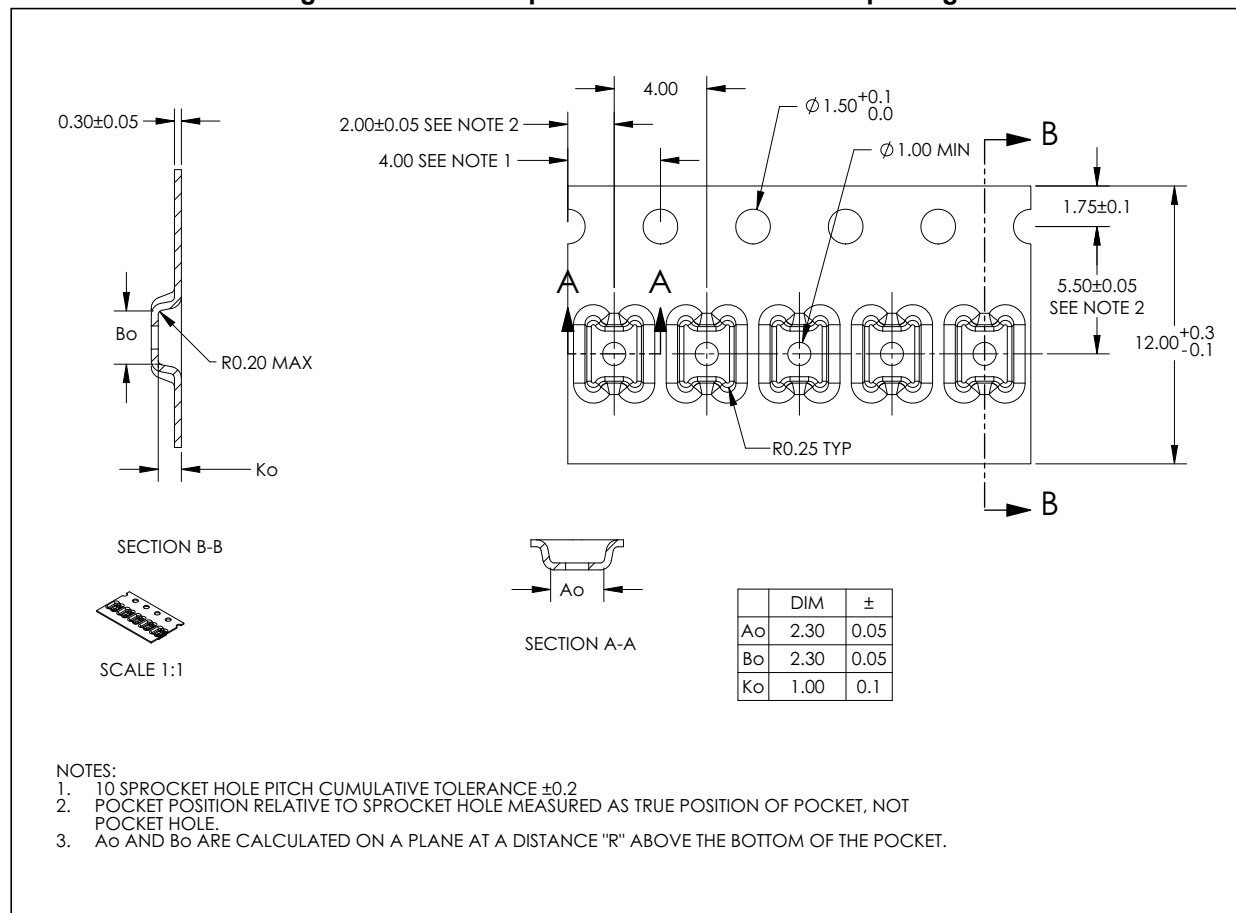 0.30±0.05
4.00
2.00±0.05 SEE NOTE 2
4.00 SEE NOTE 1
Ø1.50 +0.1 0.0
Ø1.00 MIN
B
1.75±0.1
A A
5.50±0.05
SEE NOTE 2
12.00 +0.3 -0.1
Bo
R0.20 MAX
R0.25 TYP
Ko
B
SECTION B-B
Ao
SECTION A-A
SCALE 1:1
DIM ±
Ao 2.30 0.05
Bo 2.30 0.05
Ko 1.00 0.1
NOTES:
1. 10 SPROCKET HOLE PITCH CUMULATIVE TOLERANCE ±0.2
2. POCKET POSITION RELATIVE TO SPROCKET HOLE MEASURED AS TRUE POSITION OF POCKET, NOT
POCKET HOLE.
3. Ao AND Bo ARE CALCULATED ON A PLANE AT A DISTANCE "R" ABOVE THE BOTTOM OF THE POCKET.